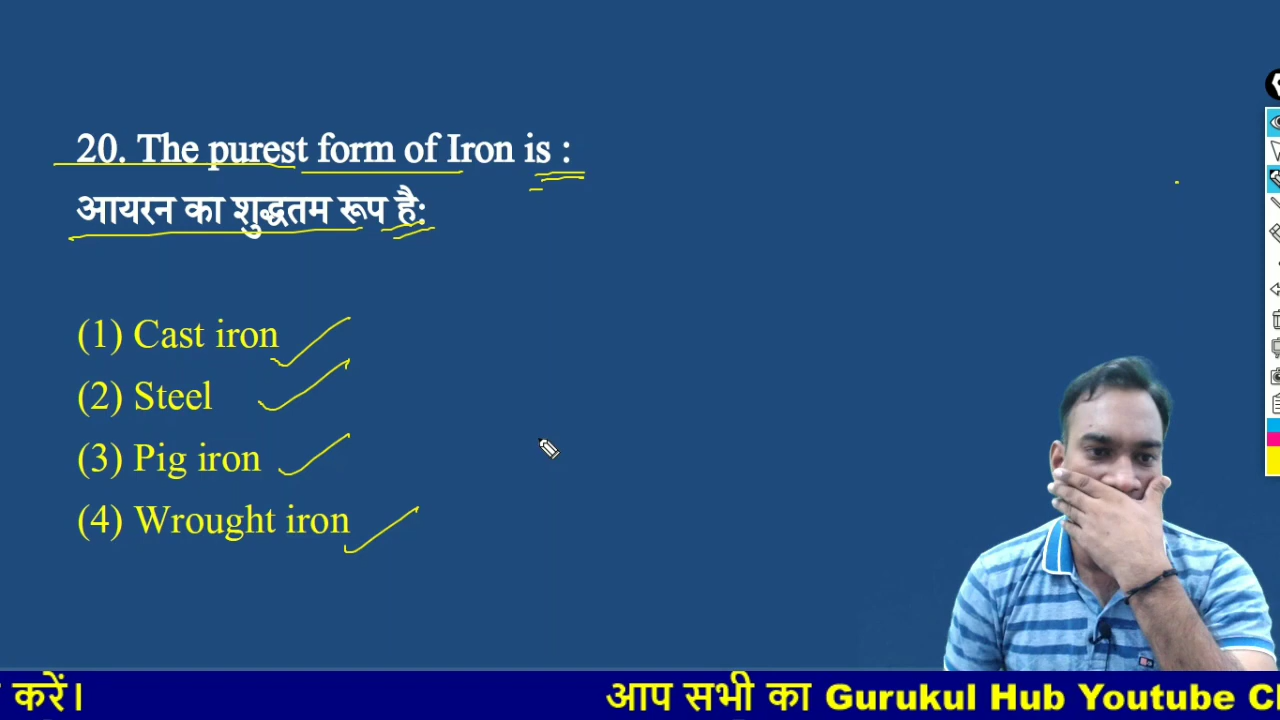 20. The purest form of Iron is :
आयरन का शुद्धतम रूप है:
(1) Cast iron
(2) Steel
(3) Pig iron
(4) Wrought iron
करें। आप सभी का Gurukul Hub Youtube